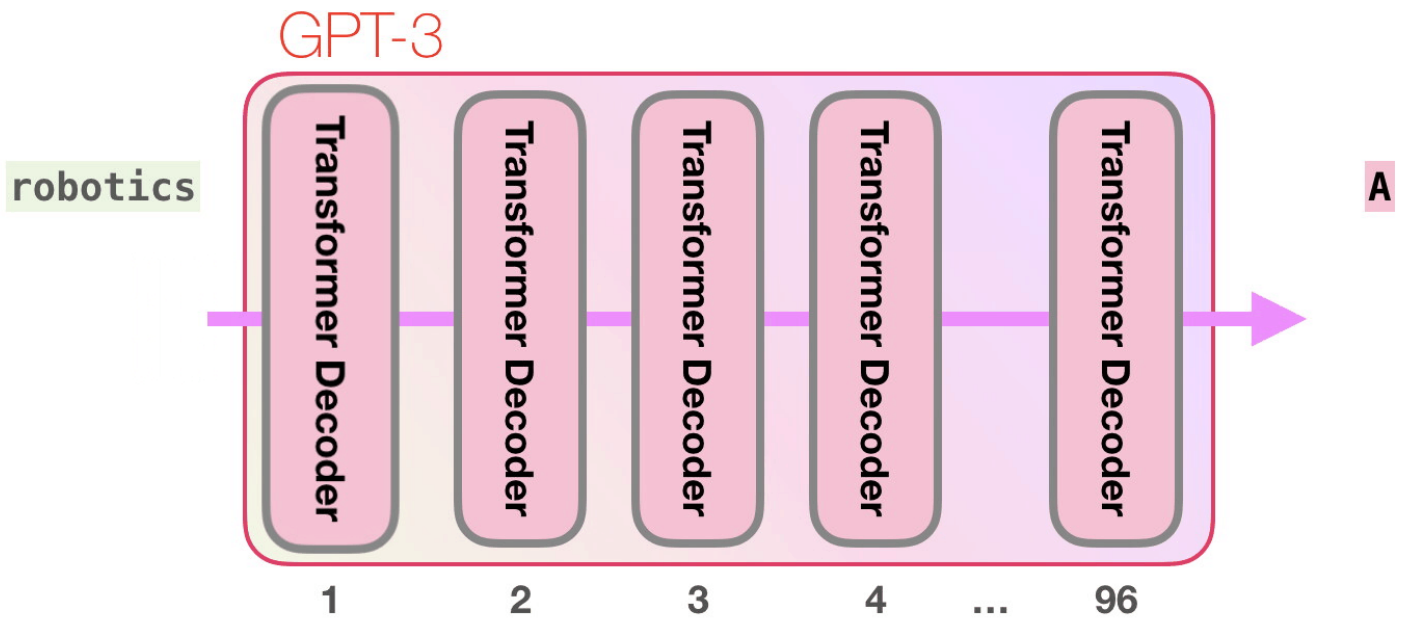 GPT-3
robotics
Transformer Decoder
Transformer Decoder
Transformer Decoder
Transformer Decoder
Transformer Decoder
A
1 2 3 4 ... 96